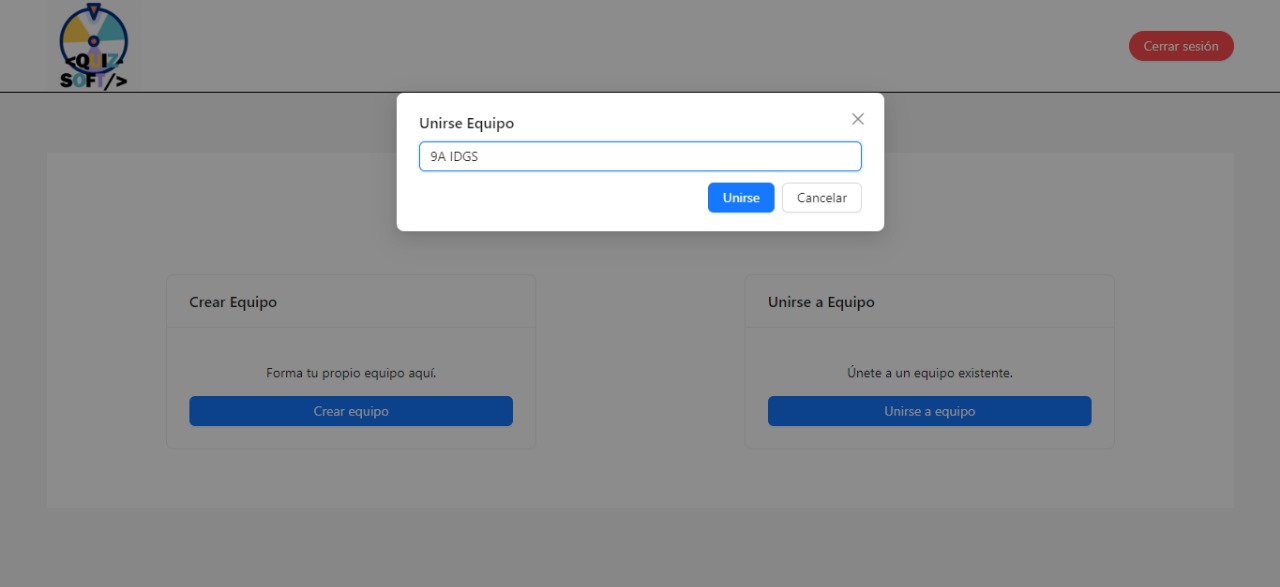 <QUIZ
SOFT/>
Cerrar sesión
Unirse Equipo
9A IDGS
Unirse
Cancelar
Crear Equipo
Forma tu propio equipo aquí.
Crear equipo
Unirse a Equipo
Únete a un equipo existente.
Unirse a equipo